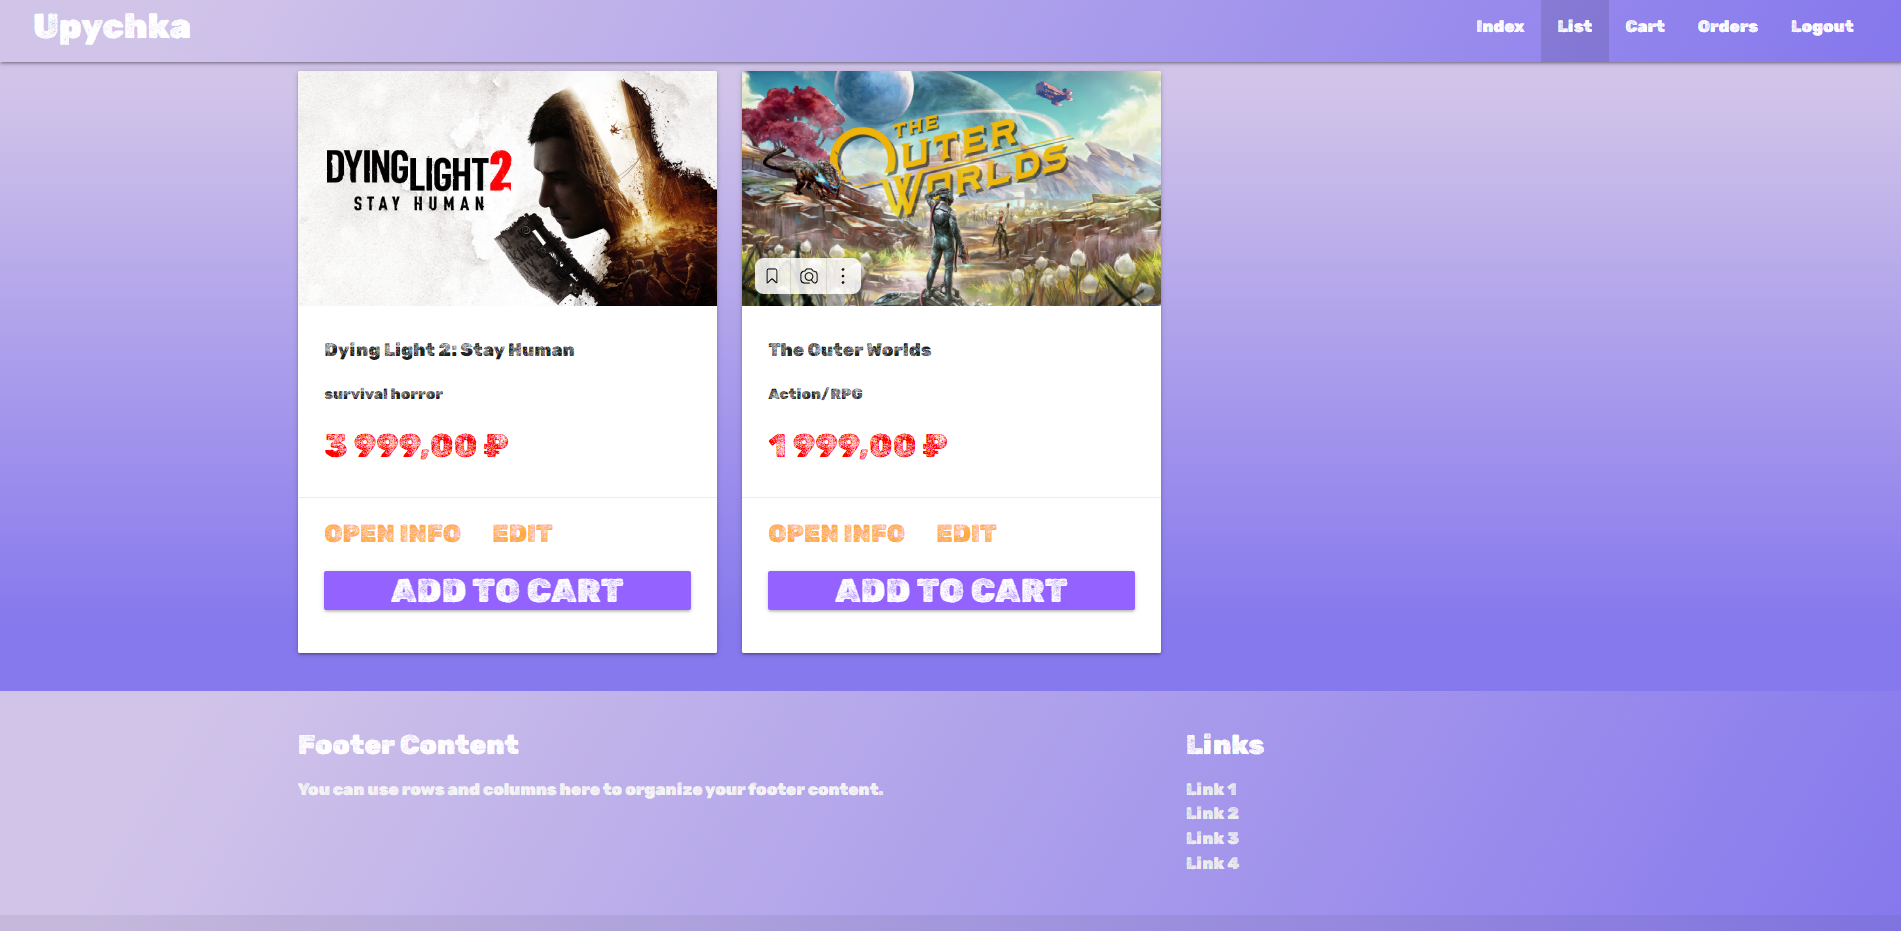 Upychka
Index List Cart Orders Logout
DYING LIGHT 2
STAY HUMAN
THE
OUTER
WORLDS
Dying Light 2: Stay Human
survival horror
3 999,00 ₽
OPEN INFO EDIT
ADD TO CART
The Outer Worlds
Action/RPG
1 999,00 ₽
OPEN INFO EDIT
ADD TO CART
Footer Content
You can use rows and columns here to organize your footer content.
Links
Link 1
Link 2
Link 3
Link 4